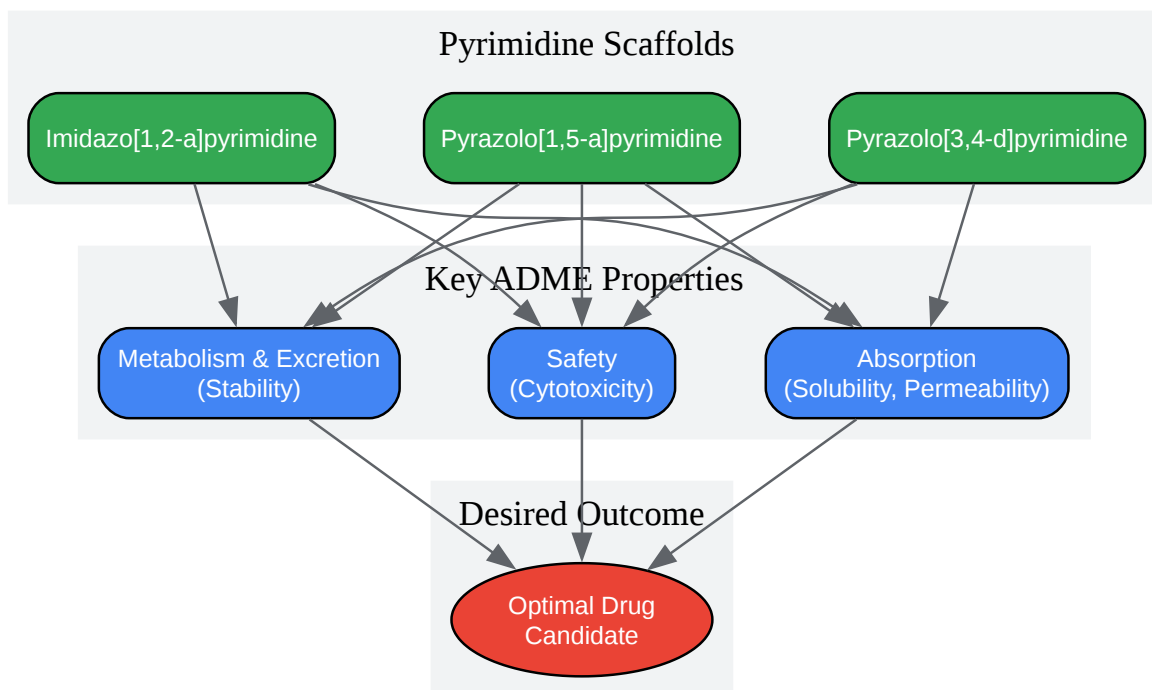 Pyrimidine Scaffolds
Imidazo[1,2-a]pyrimidine
Pyrazolo[1,5-a]pyrimidine
Pyrazolo[3,4-d]pyrimidine
Key ADME Properties
Metabolism & Excretion
(Stability)
Safety
(Cytotoxicity)
Absorption
(Solubility, Permeability)
Desired Outcome
Optimal Drug
Candidate